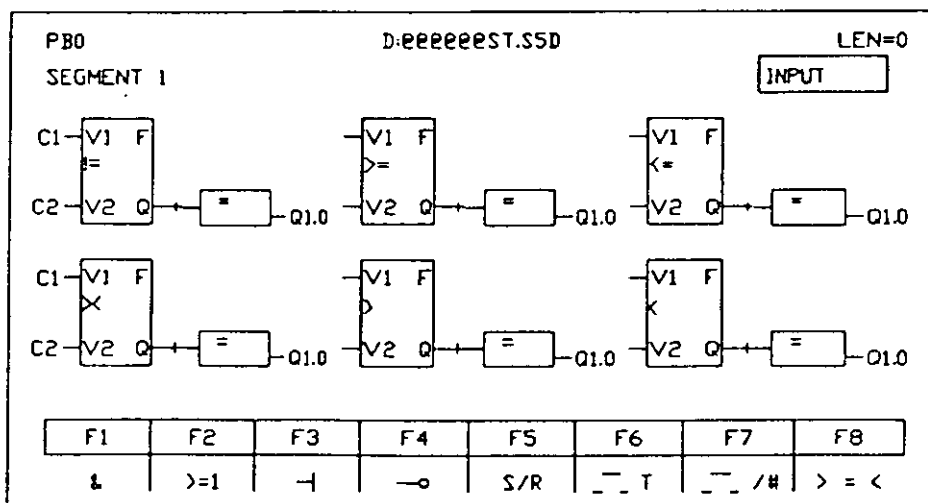 PB0 D:@@@@@@ST.S5D LEN=0
SEGMENT 1 INPUT
C1 V1 F V1 F V1 F
!= >= <=
C2 V2 Q = Q1.0 V2 Q = Q1.0 V2 Q = Q1.0
C1 V1 F V1 F V1 F
>< > <
C2 V2 Q = Q1.0 V2 Q = Q1.0 V2 Q = Q1.0
F1 F2 F3 F4 F5 F6 F7 F8
& >=1 S/R T /# > = <